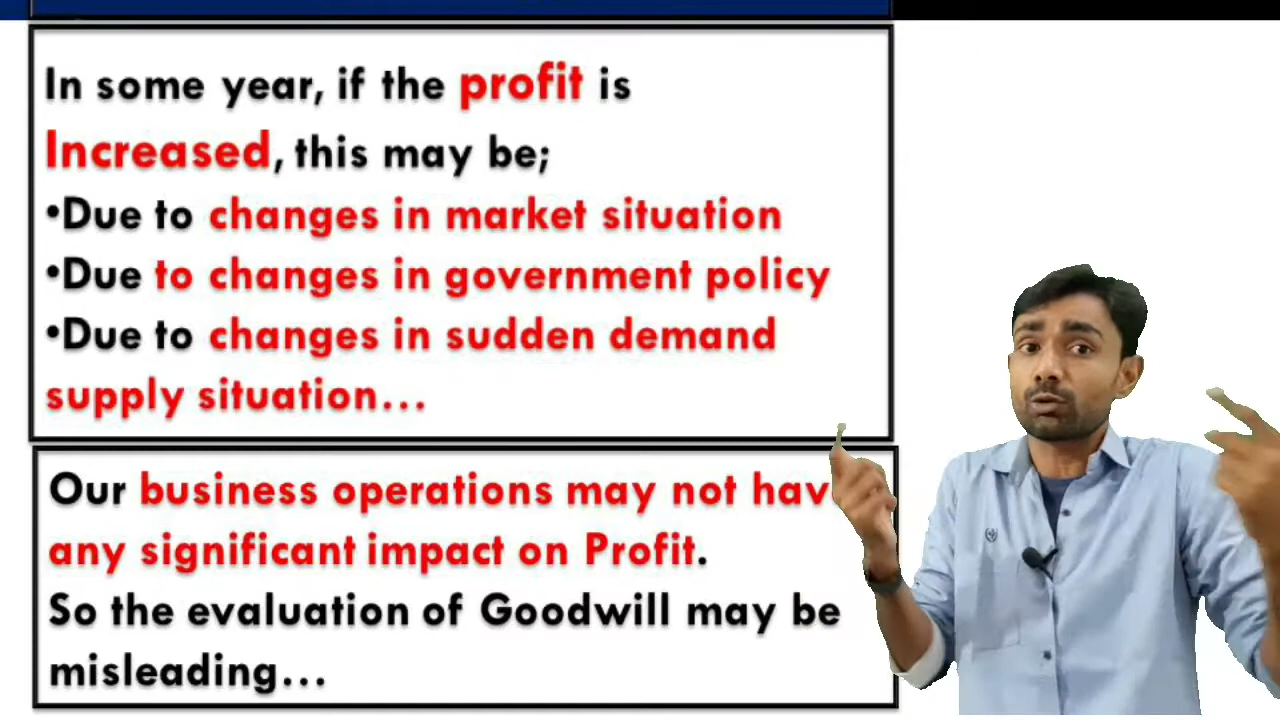 In some year, if the profit is
Increased, this may be;
•Due to changes in market situation
•Due to changes in government policy
•Due to changes in sudden demand
supply situation...
Our business operations may not hav
any significant impact on Profit.
So the evaluation of Goodwill may be
misleading...